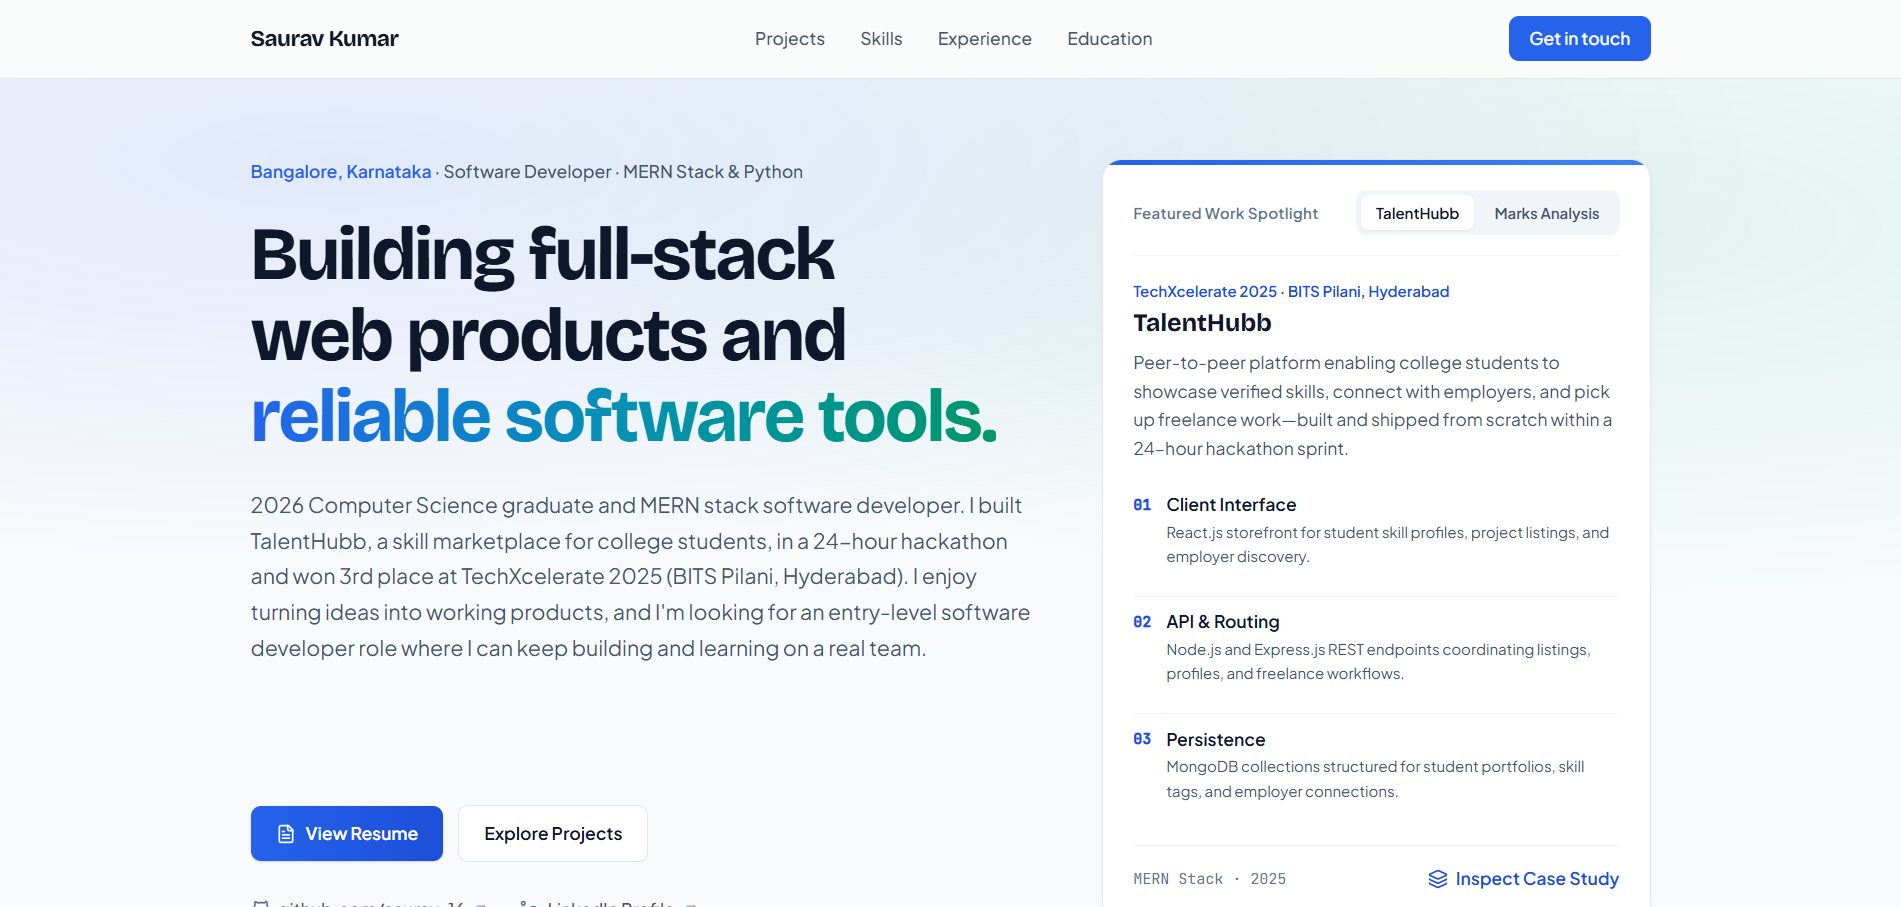 Saurav Kumar
Projects
Skills
Experience
Education
Get in touch
Bangalore, Karnataka · Software Developer · MERN Stack & Python
Building full-stack
web products and
reliable software tools.
2026 Computer Science graduate and MERN stack software developer. I built
TalentHubb, a skill marketplace for college students, in a 24–hour hackathon
and won 3rd place at TechXcelerate 2025 (BITS Pilani, Hyderabad). I enjoy
turning ideas into working products, and I'm looking for an entry-level software
developer role where I can keep building and learning on a real team.
View Resume
Explore Projects
Featured Work Spotlight
TalentHubb
Marks Analysis
TechXcelerate 2025 · BITS Pilani, Hyderabad
TalentHubb
Peer-to-peer platform enabling college students to
showcase verified skills, connect with employers, and pick
up freelance work—built and shipped from scratch within a
24–hour hackathon sprint.
01 Client Interface
React.js storefront for student skill profiles, project listings, and
employer discovery.
02 API & Routing
Node.js and Express.js REST endpoints coordinating listings,
profiles, and freelance workflows.
03 Persistence
MongoDB collections structured for student portfolios, skill
tags, and employer connections.
MERN Stack · 2025
Inspect Case Study